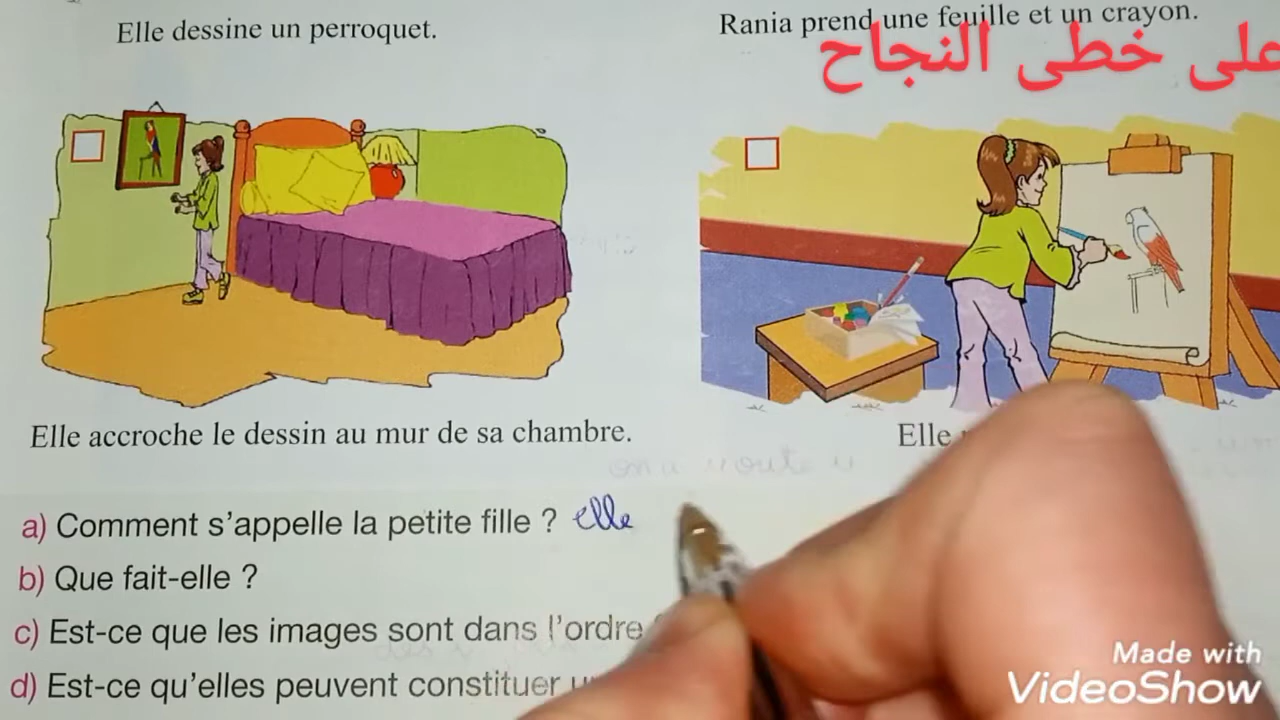 Elle dessine un perroquet.
Rania prend une feuille et un crayon.
على خطى النجاح
Elle accroche le dessin au mur de sa chambre.
Elle
a) Comment s'appelle la petite fille ? elle
b) Que fait-elle ?
c) Est-ce que les images sont dans l'ordre
d) Est-ce qu'elles peuvent constituer
Made with
VideoShow